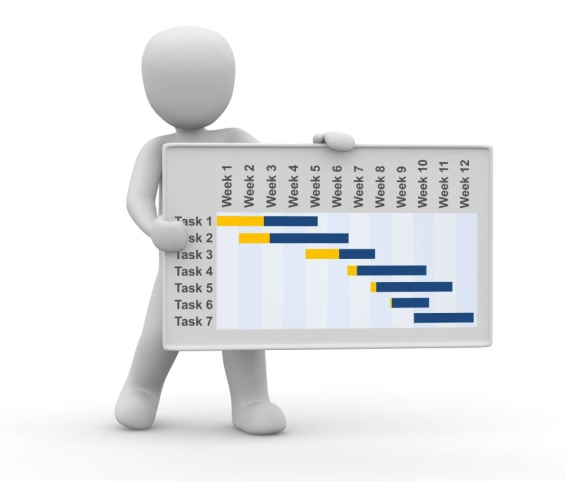 Week 1
Week 2
Week 3
Week 4
Week 5
Week 6
Week 7
Week 8
Week 9
Week 10
Week 11
Week 12
Task 1
Task 2
Task 3
Task 4
Task 5
Task 6
Task 7